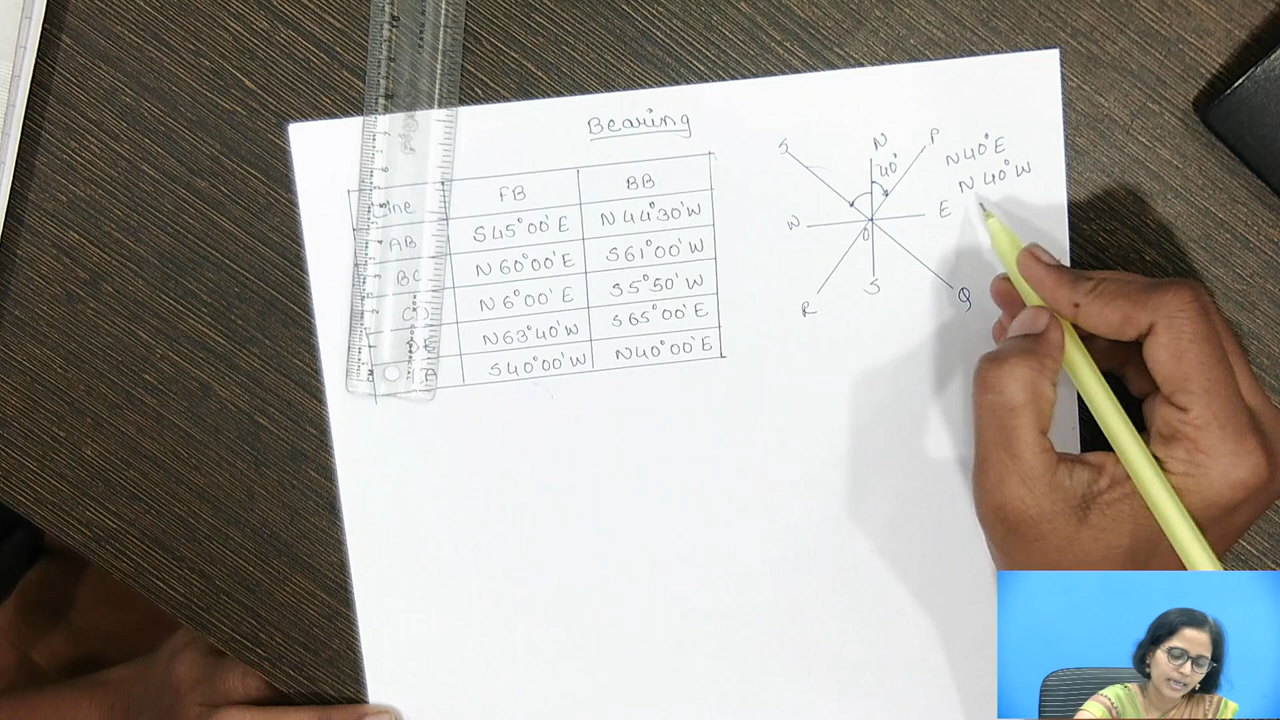 Bearing
Line FB BB
AB S45°00'E N44°30'W
BC N60°00'E S61°00'W
CD N6°00'E S5°50'W
N63°40'W S65°00'E
A S40°00'W N40°00'E
N
P
40°
E
W
O
S
R
Q
N40°E
N40°W